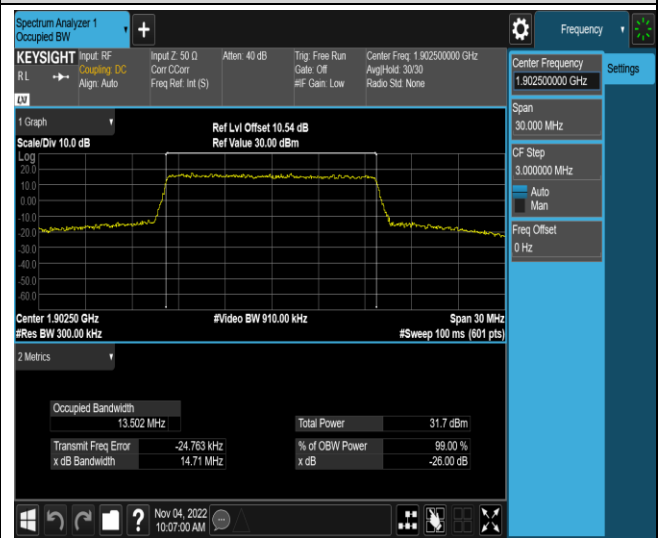 Spectrum Analyzer 1
Occupied BW
+
Frequency
KEYSIGHT
RL
LXI
Input: RF
Coupling: DC
Align: Auto
Input Z: 50 Ω
Corr CCorr
Freq Ref: Int (S)
Atten: 40 dB
Trig: Free Run
Gate: Off
#IF Gain: Low
Center Freq: 1.902500000 GHz
Avg|Hold: 30/30
Radio Std: None
Center Frequency
1.902500000 GHz
Settings
Span
30.000 MHz
CF Step
3.000000 MHz
Auto
Man
Freq Offset
0 Hz
1 Graph
Ref Lvl Offset 10.54 dB
Scale/Div 10.0 dB
Ref Value 30.00 dBm
Log
20.0
10.0
0.00
-10.0
-20.0
-30.0
-40.0
-50.0
-60.0
Center 1.90250 GHz
#Video BW 910.00 kHz
Span 30 MHz
#Res BW 300.00 kHz
#Sweep 100 ms (601 pts)
2 Metrics
Occupied Bandwidth
13.502 MHz
Total Power 31.7 dBm
Transmit Freq Error -24.763 kHz
% of OBW Power 99.00 %
x dB Bandwidth 14.71 MHz
x dB -26.00 dB
?
Nov 04, 2022
10:07:00 AM